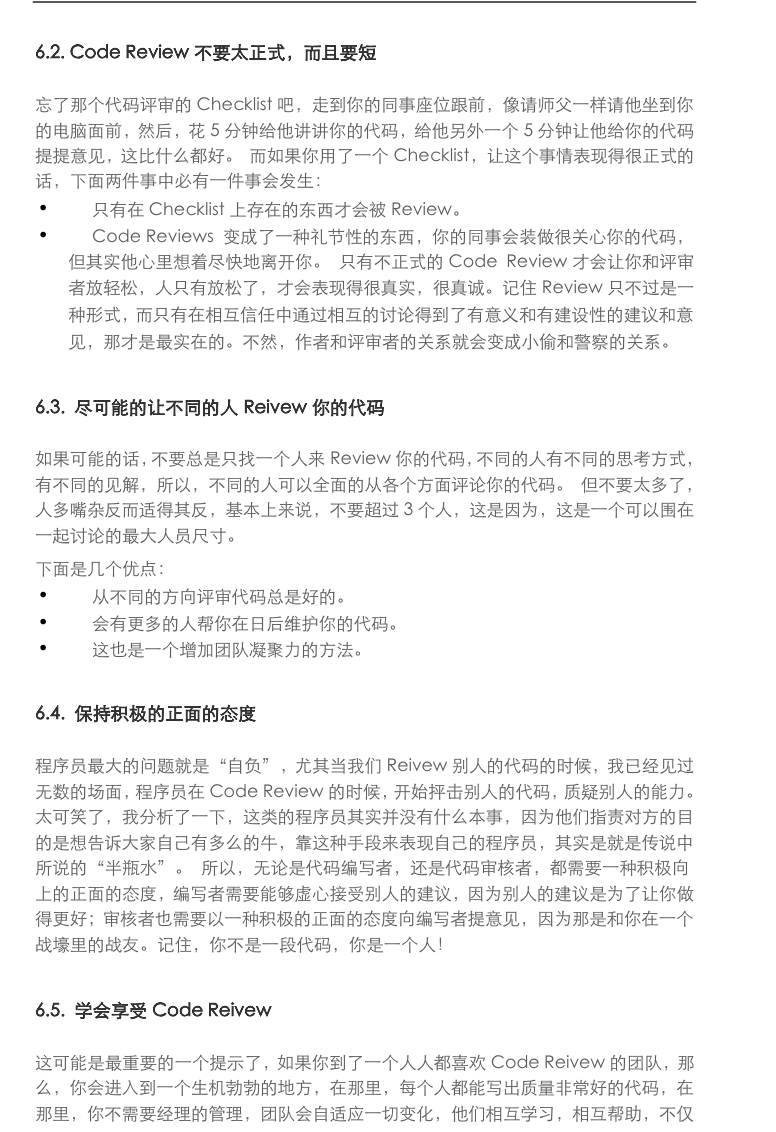 6.2. Code Review 不要太正式，而且要短
忘了那个代码评审的 Checklist 吧，走到你的同事座位跟前，像请师父一样请他坐到你
的电脑面前，然后，花 5 分钟给他讲讲你的代码，给他另外一个 5 分钟让他给你的代码
提提意见，这比什么都好。 而如果你用了一个 Checklist，让这个事情表现得很正式的
话，下面两件事中必有一件事会发生：
• 只有在 Checklist 上存在的东西才会被 Review。
• Code Reviews 变成了一种礼节性的东西，你的同事会装做很关心你的代码，
但其实他心里想着尽快地离开你。 只有不正式的 Code Review 才会让你和评审
者放轻松，人只有放松了，才会表现得很真实，很真诚。记住 Review 只不过是一
种形式，而只有在相互信任中通过相互的讨论得到了有意义和有建设性的建议和意
见，那才是最实在的。不然，作者和评审者的关系就会变成小偷和警察的关系。
6.3. 尽可能的让不同的人 Reivew 你的代码
如果可能的话，不要总是只找一个人来 Review 你的代码，不同的人有不同的思考方式，
有不同的见解，所以，不同的人可以全面的从各个方面评论你的代码。 但不要太多了，
人多嘴杂反而适得其反，基本上来说，不要超过 3 个人，这是因为，这是一个可以围在
一起讨论的最大人员尺寸。
下面是几个优点：
• 从不同的方向评审代码总是好的。
• 会有更多的人帮你在日后维护你的代码。
• 这也是一个增加团队凝聚力的方法。
6.4. 保持积极的正面的态度
程序员最大的问题就是“自负”，尤其当我们 Reivew 别人的代码的时候，我已经见过
无数的场面，程序员在 Code Review 的时候，开始抨击别人的代码，质疑别人的能力。
太可笑了，我分析了一下，这类的程序员其实并没有什么本事，因为他们指责对方的目
的是想告诉大家自己有多么的牛，靠这种手段来表现自己的程序员，其实是就是传说中
所说的“半瓶水”。 所以，无论是代码编写者，还是代码审核者，都需要一种积极向
上的正面的态度，编写者需要能够虚心接受别人的建议，因为别人的建议是为了让你做
得更好；审核者也需要以一种积极的正面的态度向编写者提意见，因为那是和你在一个
战壕里的战友。记住，你不是一段代码，你是一个人！
6.5. 学会享受 Code Reivew
这可能是最重要的一个提示了，如果你到了一个人人都喜欢 Code Reivew 的团队，那
么，你会进入到一个生机勃勃的地方，在那里，每个人都能写出质量非常好的代码，在
那里，你不需要经理的管理，团队会自适应一切变化，他们相互学习，相互帮助，不仅